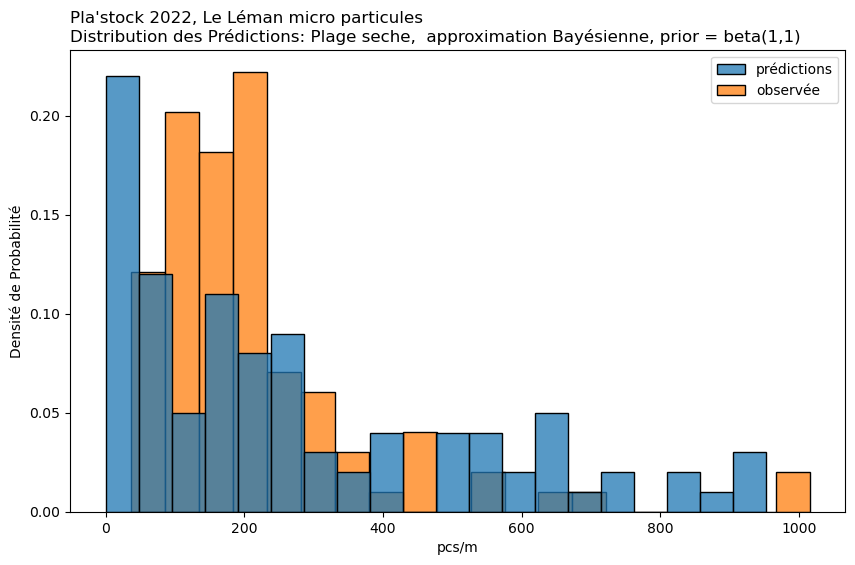 Pla'stock 2022, Le Léman micro particules
Distribution des Prédictions: Plage seche,  approximation Bayésienne, prior = beta(1,1)
prédictions
observée
Densité de Probabilité
0.20
0.15
0.10
0.05
0.00
0
200
400
600
800
1000
pcs/m